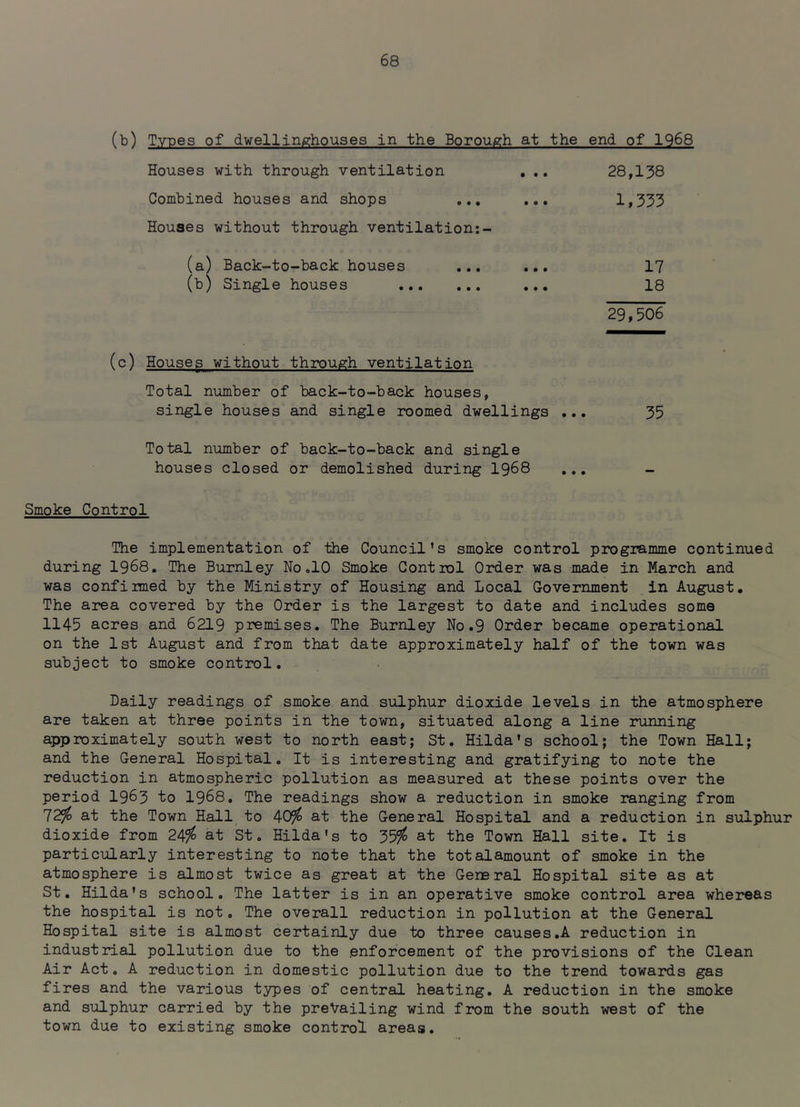 68
(b) Types of dwellinghouses in the Borough at the end of 1968
Houses with through ventilation ... 28,138
Combined houses and shops ... ... 1,333
Houses without through ventilation:-
(a) Back-to-back houses ... ... 17
(b) Single houses ... ... ... 18
29,506
(c) Houses without through ventilation
Total number of back-to-back houses,
single houses and single roomed dwellings ... 35
Total number of back-to-back and single
houses closed or demolished during 1968 ... -
Smoke Control
The implementation of the Council's smoke control programme continued
during 1968. The Burnley No.10 Smoke Control Order was made in March and
was confirmed by the Ministry of Housing and Local Government in August.
The area covered by the Order is the largest to date and includes some
1145 acres and 6219 premises. The Burnley No.9 Order became operational
on the 1st August and from that date approximately half of the town was
subject to smoke control.
Daily readings of smoke and sulphur dioxide levels in the atmosphere
are taken at three points in the town, situated along a line running
approximately south west to north east; St. Hilda's school; the Town Hall;
and the General Hospital. It is interesting and gratifying to note the
reduction in atmospheric pollution as measured at these points over the
period 1963 to 1968. The readings show a reduction in smoke ranging from
72% at the Town Hall to 40% at the General Hospital and a reduction in sulphur
dioxide from 24% at St. Hilda's to 35% at the Town Hall site. It is
particularly interesting to note that the totalamount of smoke in the
atmosphere is almost twice as great at the General Hospital site as at
St. Hilda's school. The latter is in an operative smoke control area whereas
the hospital is not. The overall reduction in pollution at the General
Hospital site is almost certainly due to three causes.A reduction in
industrial pollution due to the enforcement of the provisions of the Clean
Air Act. A reduction in domestic pollution due to the trend towards gas
fires and the various types of central heating. A reduction in the smoke
and sulphur carried by the prevailing wind from the south west of the
town due to existing smoke control areas.